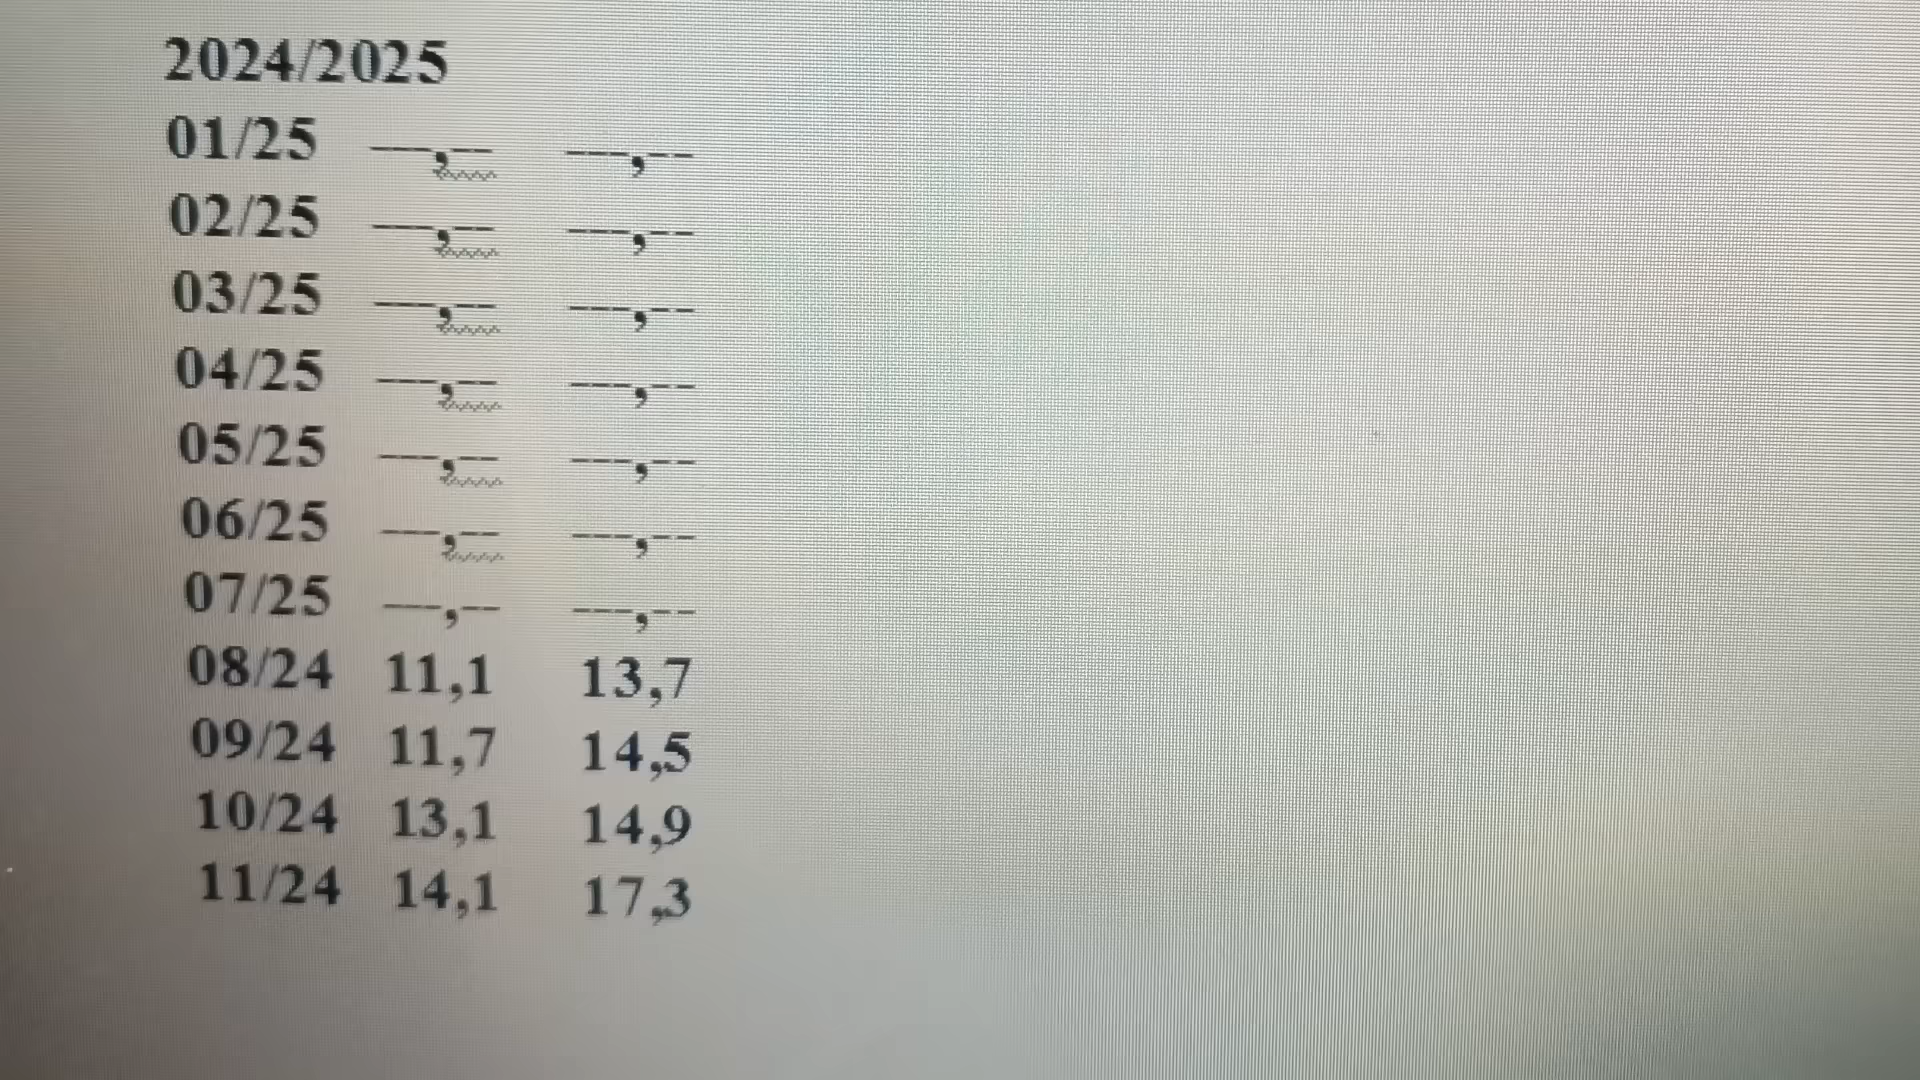 2024/2025
01/25 ---,-- ---,--
02/25 ---,-- ---,--
03/25 ---,-- ---,--
04/25 ---,-- ---,--
05/25 ---,-- ---,--
06/25 ---,-- ---,--
07/25 ---,-- ---,--
08/24 11,1 13,7
09/24 11,7 14,5
10/24 13,1 14,9
11/24 14,1 17,3